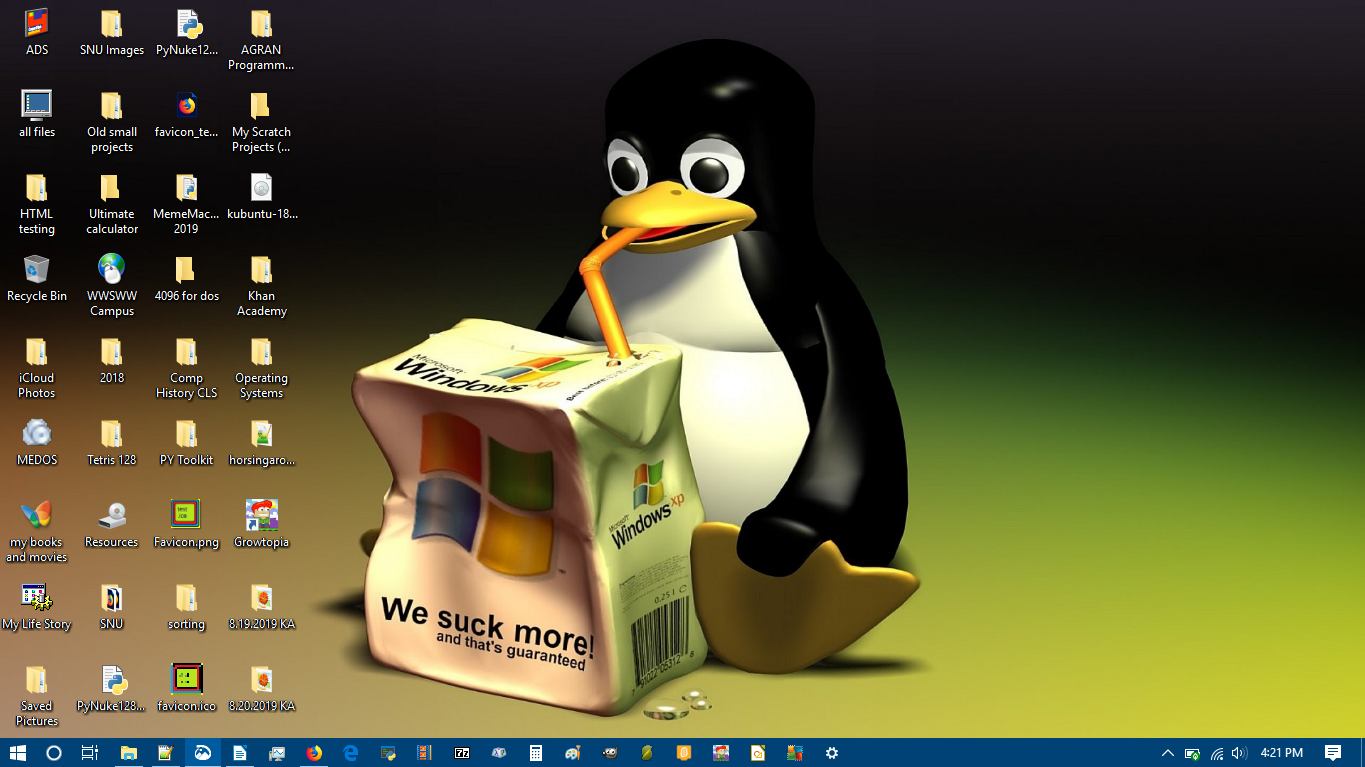 ADS
SNU Images
PyNuke12...
AGRAN
Programm...
all files
Old small
projects
favicon_te...
My Scratch
Projects (...
HTML
testing
Ultimate
calculator
MemeMac...
2019
kubuntu-18...
Recycle Bin
WWSWW
Campus
4096 for dos
Khan
Academy
iCloud
Photos
2018
Comp
History CLS
Operating
Systems
MEDOS
Tetris 128
PY Toolkit
horsingaro...
my books
and movies
Resources
Favicon.png
Growtopia
My Life Story
SNU
sorting
8.19.2019 KA
Saved
Pictures
PyNuke128...
favicon.ico
8.20.2019 KA
Microsoft
Windows xp
Microsoft
Windows xp
0,25 l
We suck more!
and that's guaranteed
4:21 PM